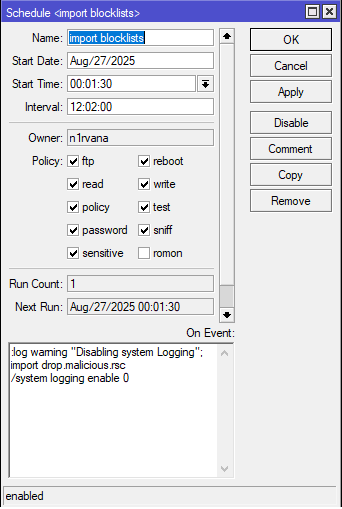 Schedule <import blocklists>
Name: import blocklists
OK
Start Date: Aug/27/2025
Cancel
Start Time: 00:01:30
Apply
Interval: 12:02:00
Disable
Owner: n1rvana
Comment
Policy: ftp reboot
Copy
read write
Remove
policy test
password sniff
sensitive romon
Run Count: 1
Next Run: Aug/27/2025 00:01:30
On Event:
:log warning "Disabling system Logging";
import drop.malicious.rsc
/system logging enable 0
enabled